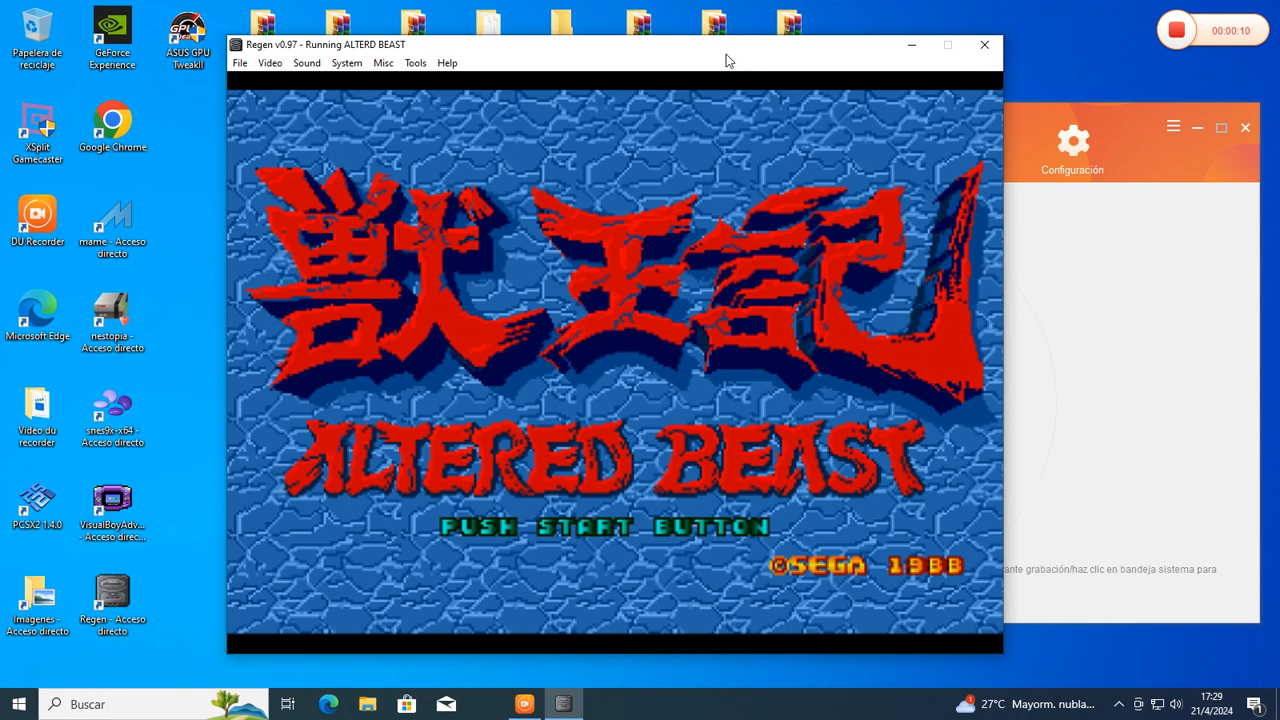 Papelera de reciclaje
GeForce Experience
ASUS GPU TweakII
XSplit Gamecaster
Google Chrome
DU Recorder
mame - Acceso directo
Microsoft Edge
nestopia - Acceso directo
Video du recorder
snes9x-x64 - Acceso directo
PCSX2 1.4.0
VisualBoyAdv... - Acceso direc...
Imagenes - Acceso directo
Regen - Acceso directo
Regen v0.97 - Running ALTERD BEAST
File Video Sound System Misc Tools Help
獣王記
ALTERED BEAST
PUSH START BUTTON
©SEGA 1988
00:00:10
Configuración
ante grabación/haz clic en bandeja sistema para
Buscar
27°C Mayorm. nubla...
17:29
21/4/2024